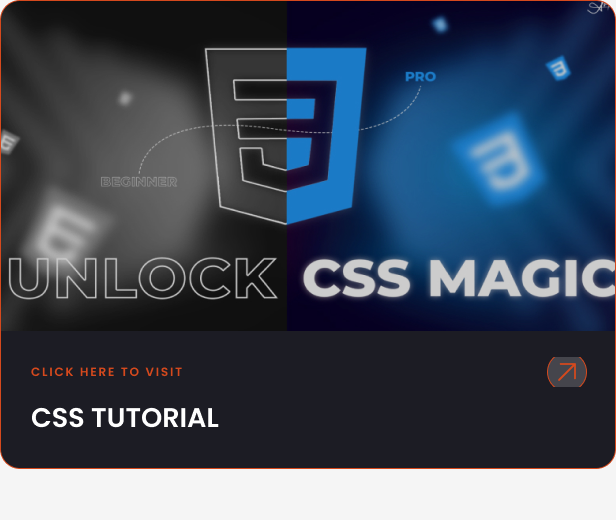 PRO
BEGINNER
UNLOCK CSS MAGIC
CLICK HERE TO VISIT
CSS TUTORIAL